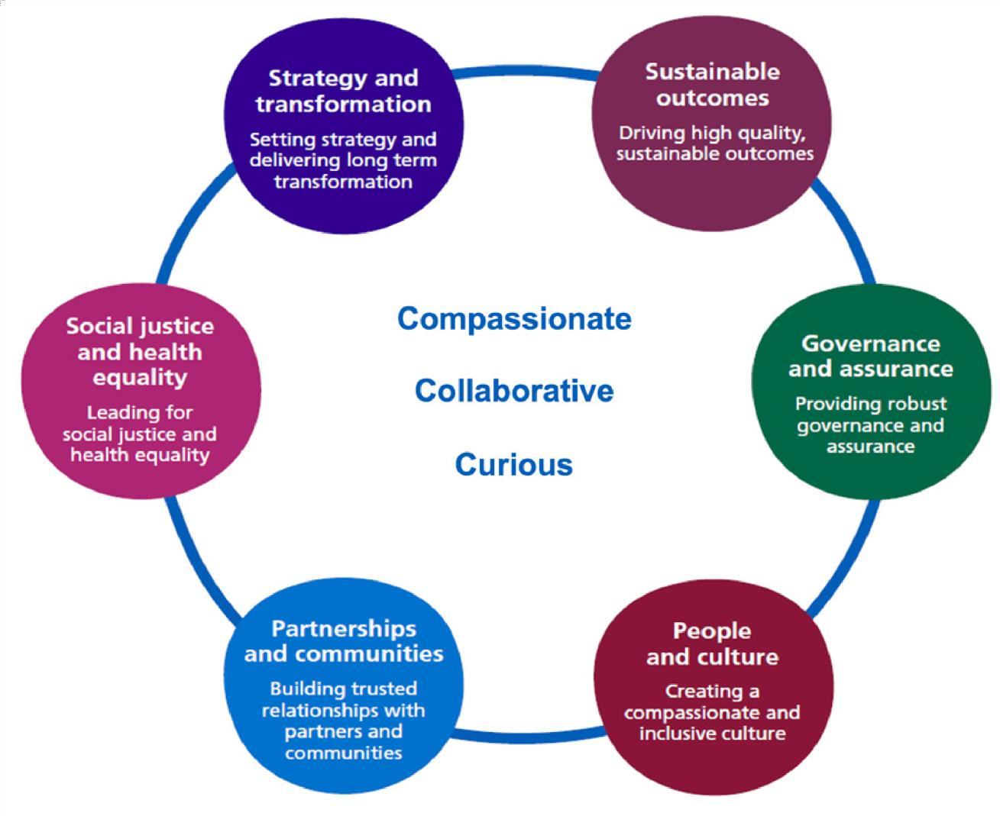 Strategy and
transformation
Setting strategy and
delivering long term
transformation
Sustainable
outcomes
Driving high quality,
sustainable outcomes
Social justice
and health
equality
Leading for
social justice and
health equality
Compassionate
Collaborative
Curious
Governance
and assurance
Providing robust
governance and
assurance
Partnerships
and communities
Building trusted
relationships with
partners and
communities
People
and culture
Creating a
compassionate and
inclusive culture